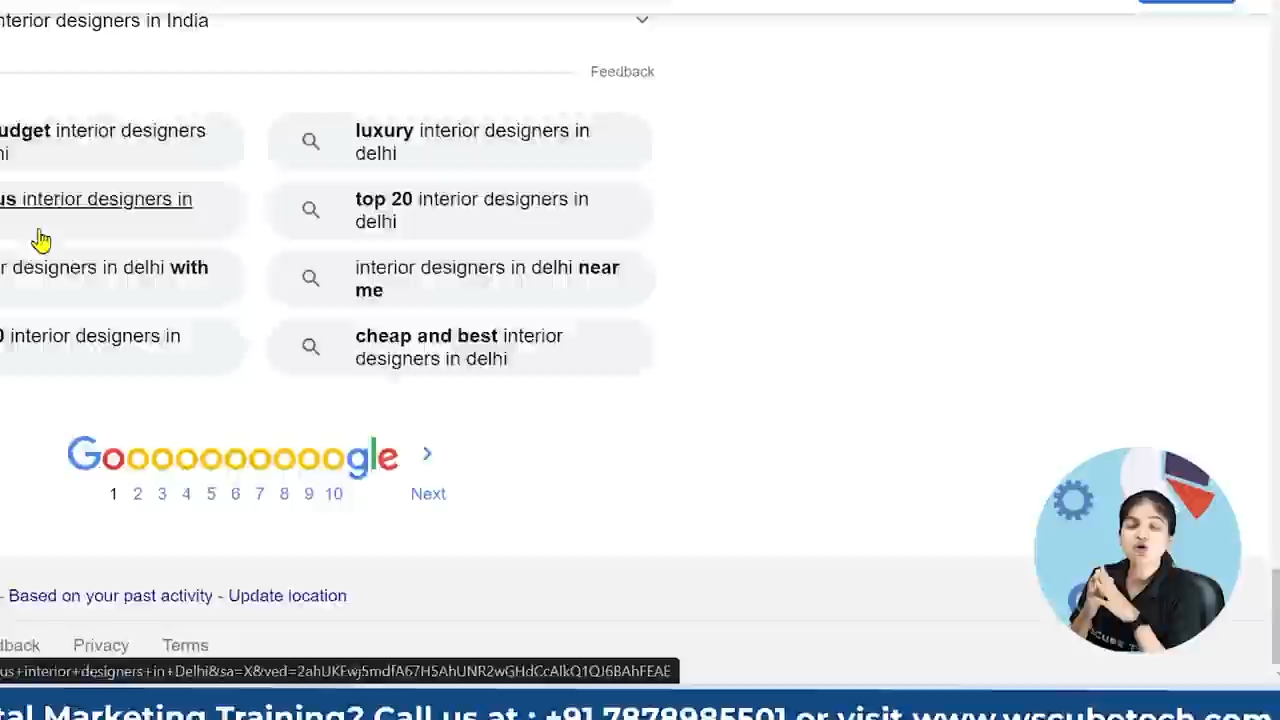 nterior designers in India
Feedback
udget interior designers
hi
luxury interior designers in
delhi
us interior designers in
top 20 interior designers in
delhi
r designers in delhi with
interior designers in delhi near
me
0 interior designers in
cheap and best interior
designers in delhi
Goooooooooogle
1 2 3 4 5 6 7 8 9 10 Next
- Based on your past activity - Update location
dback Privacy Terms
us+interior+designers+in+Delhi&sa=X&ved=2ahUKEwj5mdfA67H5AhUNR2wGHdCcAlkQ1QJ6BAhFEAE
tal Marketing Training? Call us at : +91 7878985501 or visit www.wscubetech.com